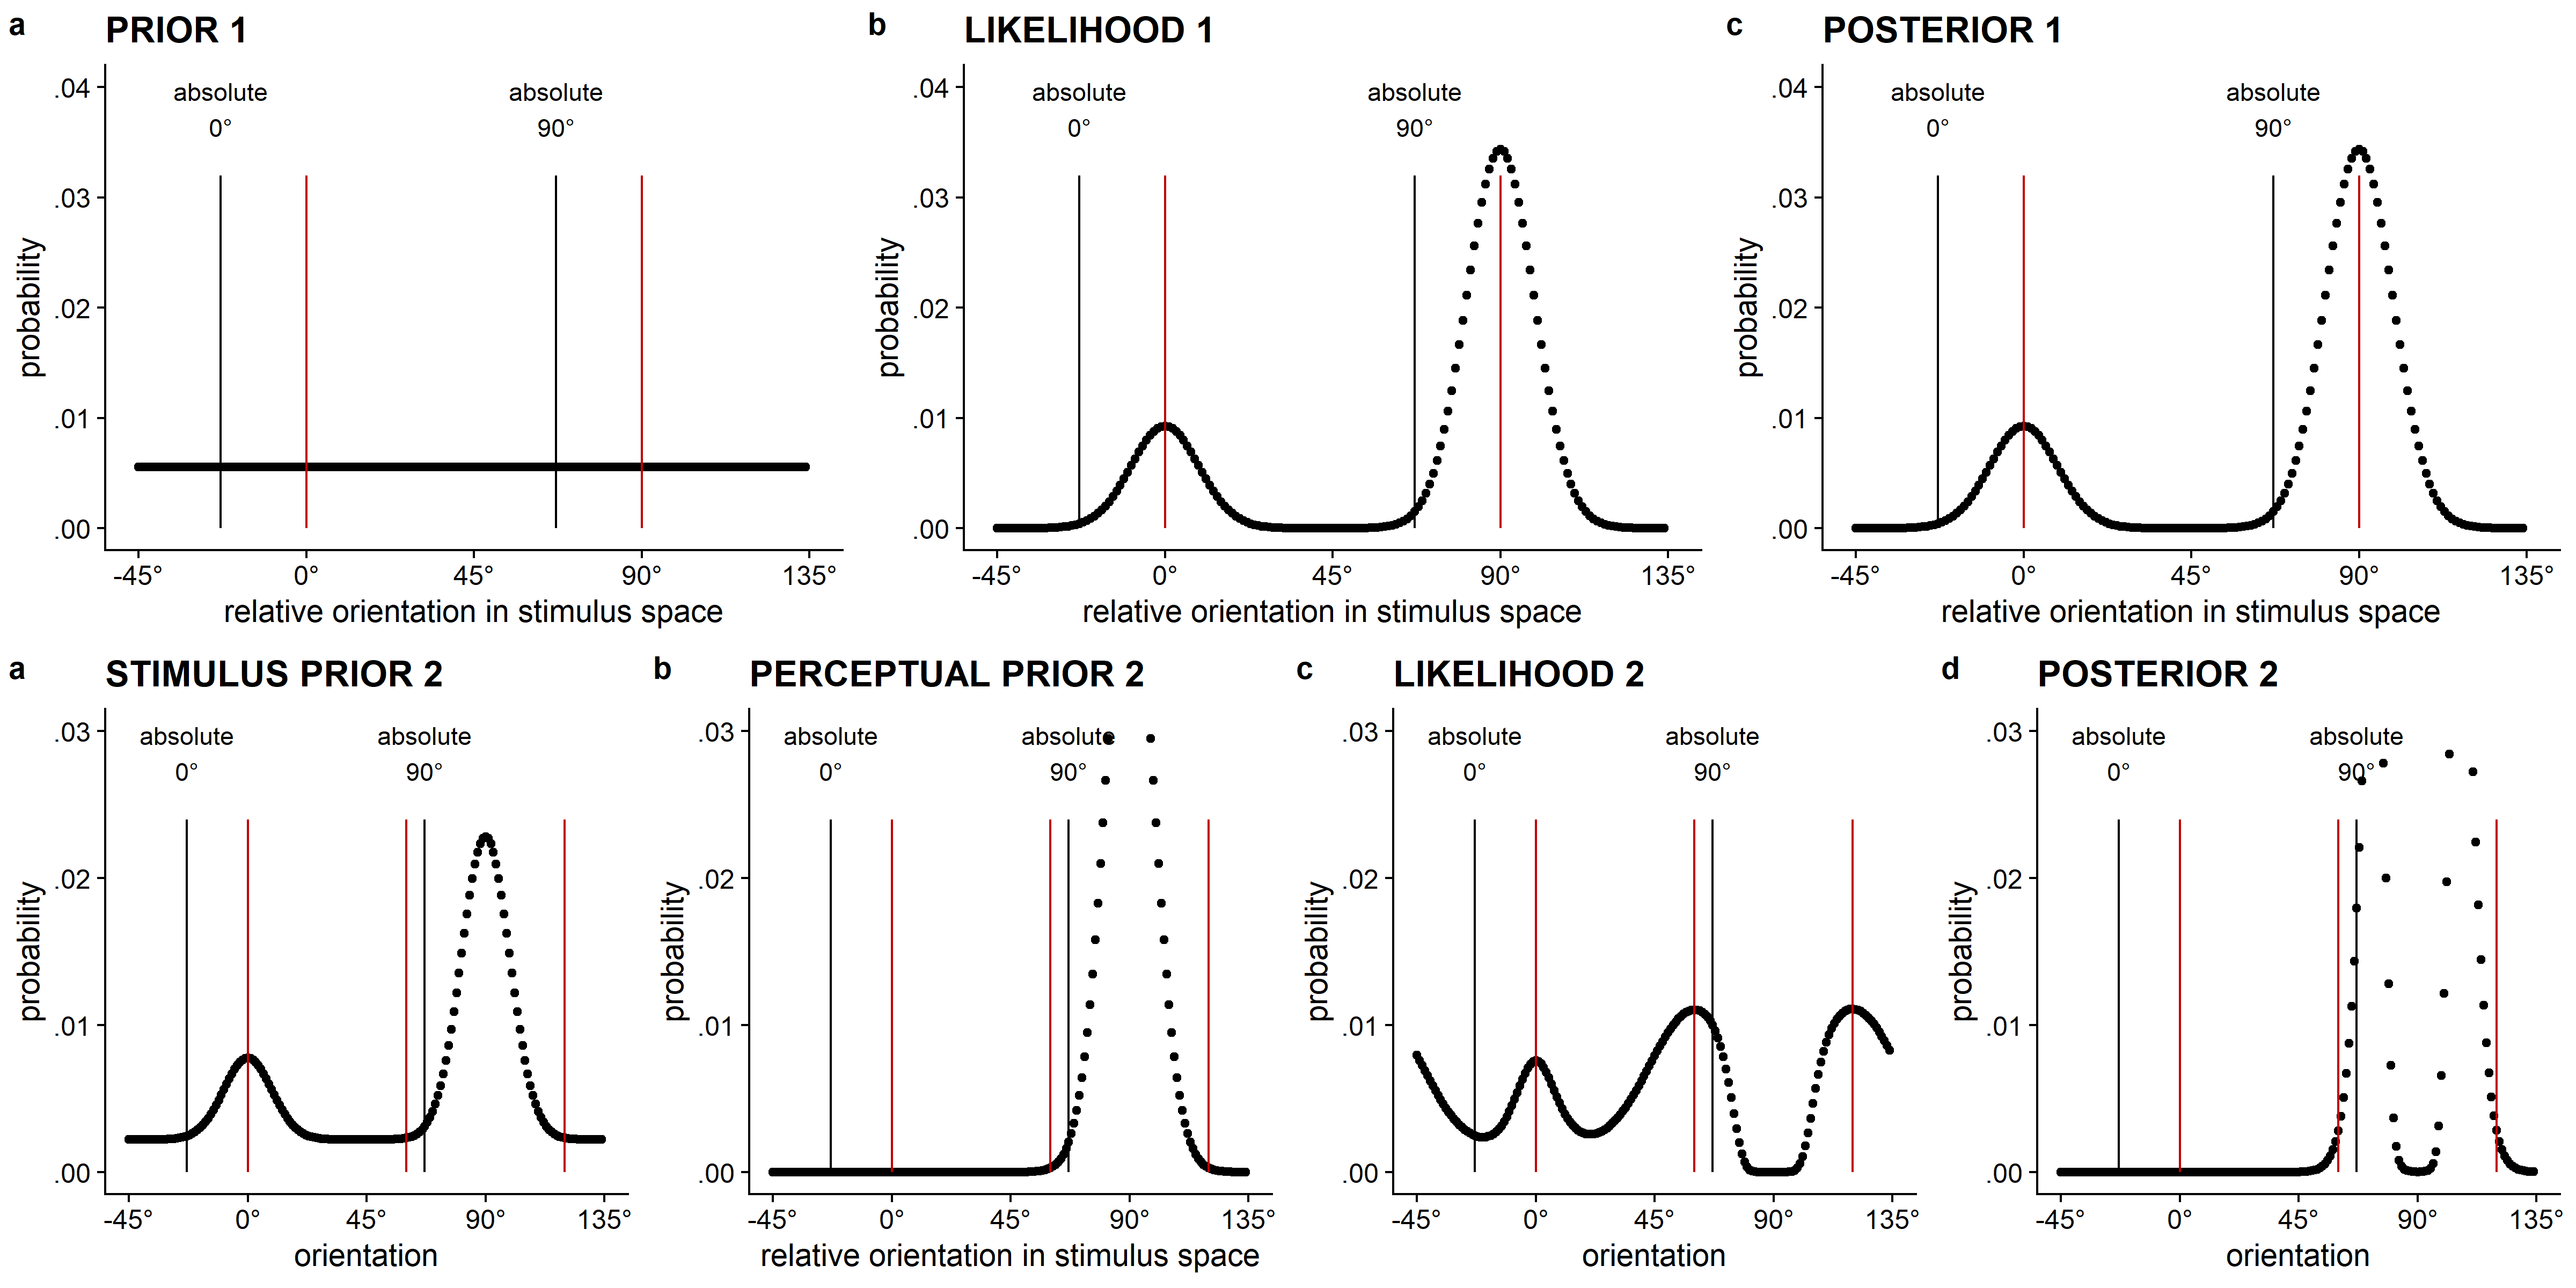 a PRIOR 1
.04
.03
.02
.01
.00
probability
absolute
0°
absolute
90°
-45° 0° 45° 90° 135°
relative orientation in stimulus space
b LIKELIHOOD 1
.04
.03
.02
.01
.00
probability
absolute
0°
absolute
90°
-45° 0° 45° 90° 135°
relative orientation in stimulus space
c POSTERIOR 1
.04
.03
.02
.01
.00
probability
absolute
0°
absolute
90°
-45° 0° 45° 90° 135°
relative orientation in stimulus space
a STIMULUS PRIOR 2
.03
.02
.01
.00
probability
absolute
0°
absolute
90°
-45° 0° 45° 90° 135°
orientation
b PERCEPTUAL PRIOR 2
.03
.02
.01
.00
probability
absolute
0°
absolute
90°
-45° 0° 45° 90° 135°
relative orientation in stimulus space
c LIKELIHOOD 2
.03
.02
.01
.00
probability
absolute
0°
absolute
90°
-45° 0° 45° 90° 135°
orientation
d POSTERIOR 2
.03
.02
.01
.00
probability
absolute
0°
absolute
90°
-45° 0° 45° 90° 135°
orientation